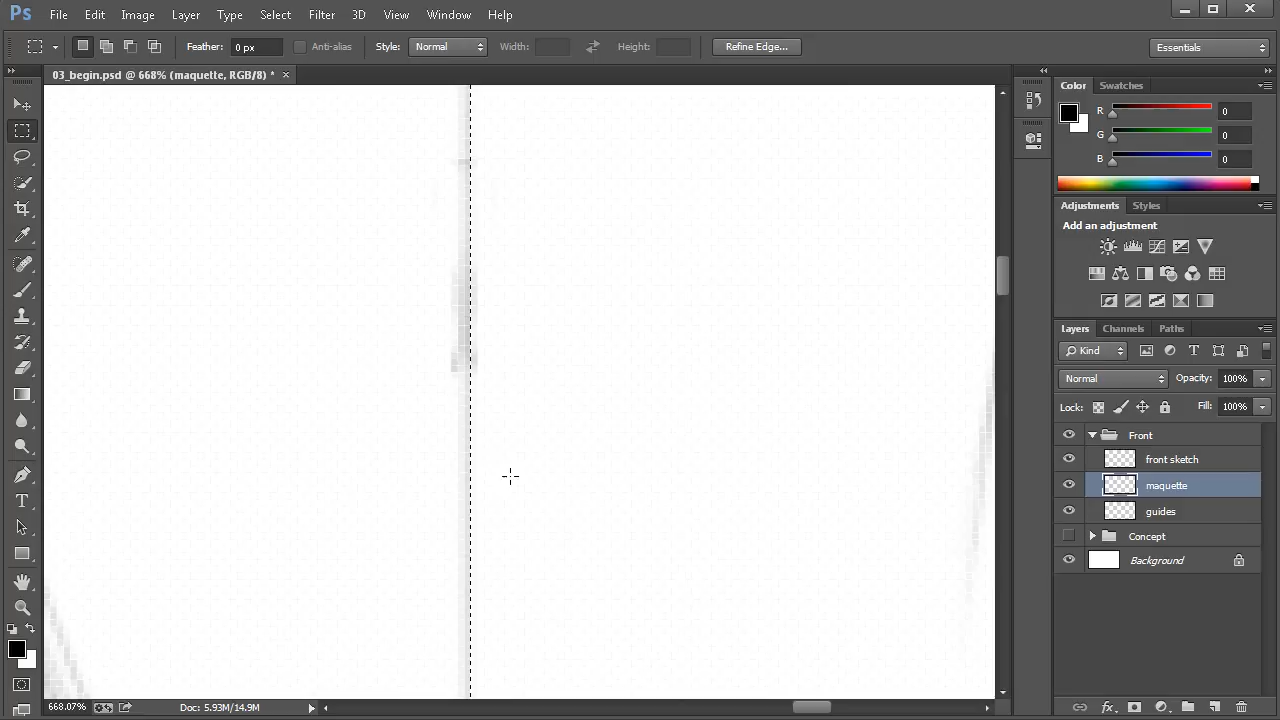 Ps File Edit Image Layer Type Select Filter 3D View Window Help
Feather: 0 px Anti-alias Style: Normal Width: Height: Refine Edge... Essentials
03_begin.psd @ 668% (maquette, RGB/8) * ×
Color Swatches
R 0
G 0
B 0
Adjustments Styles
Add an adjustment
Layers Channels Paths
Kind
Normal Opacity: 100%
Lock: Fill: 100%
Front
front sketch
maquette
guides
Concept
Background
668.07% Doc: 5.93M/14.9M